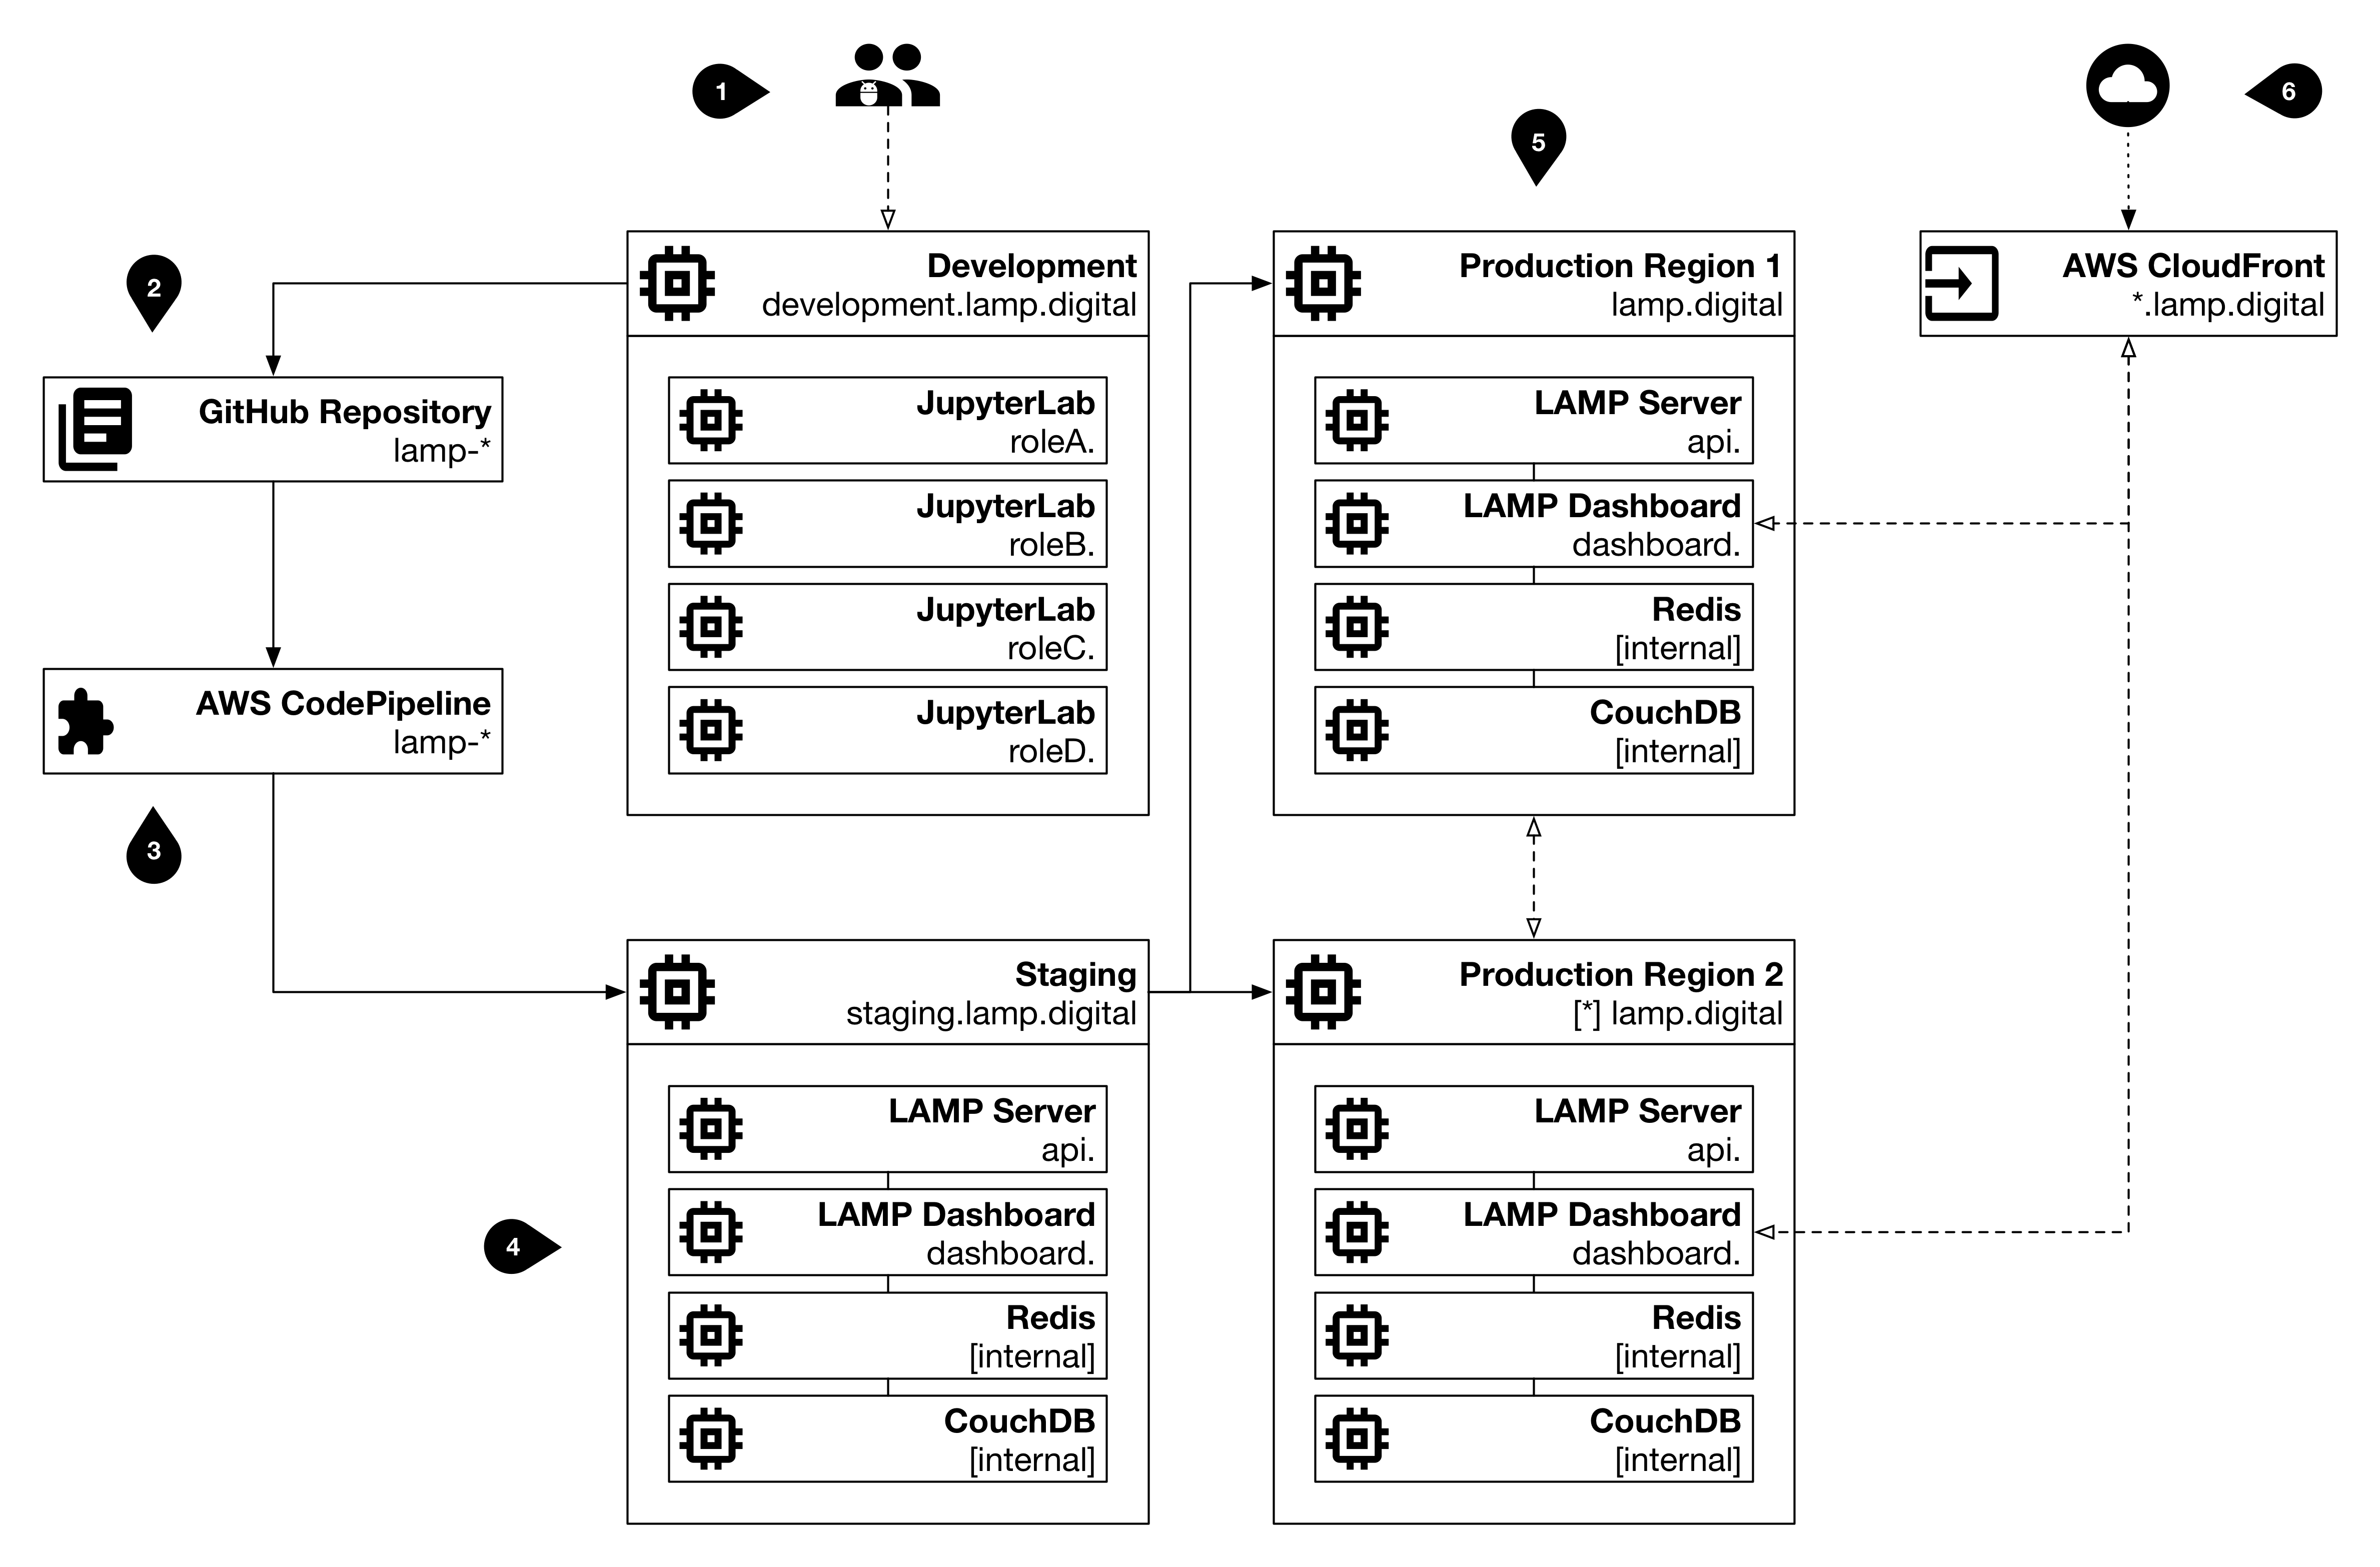 1
5
6
Development
development.lamp.digital
Production Region 1
lamp.digital
AWS CloudFront
*.lamp.digital
2
GitHub Repository
lamp-*
AWS CodePipeline
lamp-*
3
JupyterLab
roleA.
JupyterLab
roleB.
JupyterLab
roleC.
JupyterLab
roleD.
LAMP Server
api.
LAMP Dashboard
dashboard.
Redis
[internal]
CouchDB
[internal]
Staging
staging.lamp.digital
4
LAMP Server
api.
LAMP Dashboard
dashboard.
Redis
[internal]
CouchDB
[internal]
Production Region 2
[*] lamp.digital
LAMP Server
api.
LAMP Dashboard
dashboard.
Redis
[internal]
CouchDB
[internal]